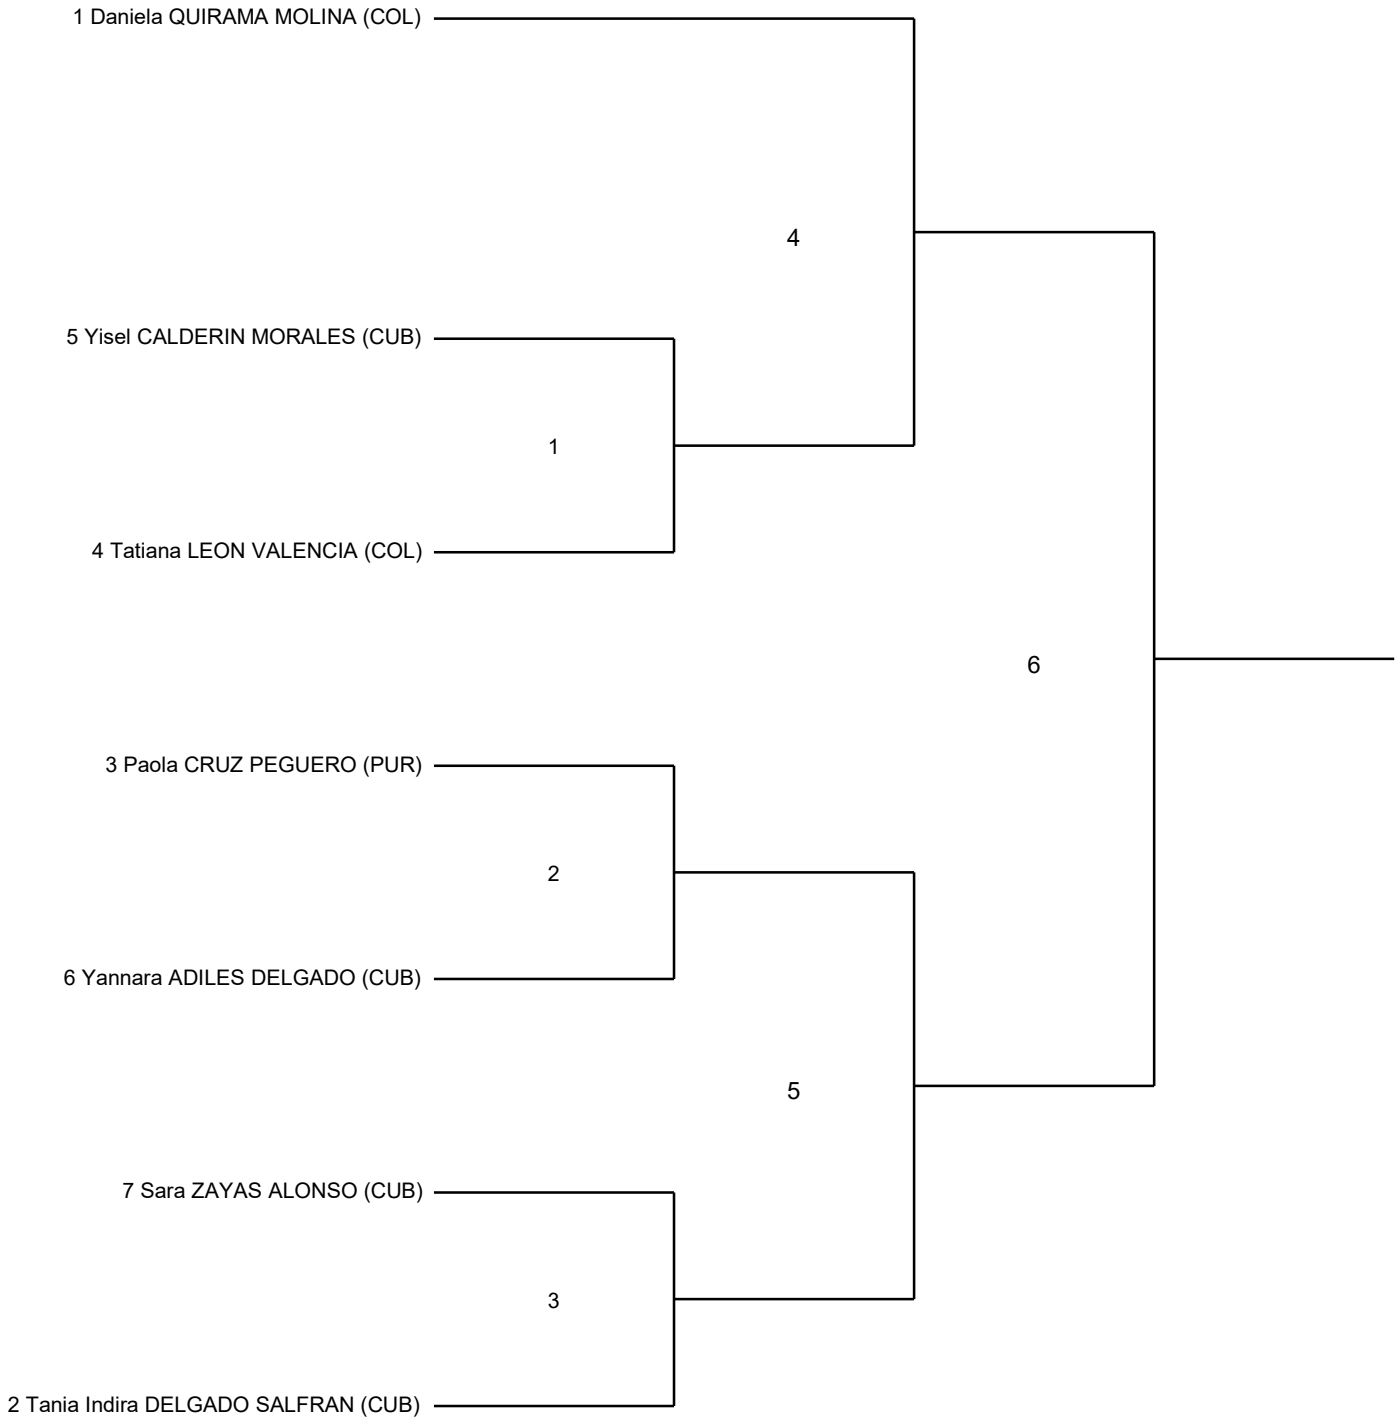 1 Daniela QUIRAMA MOLINA (COL)
4
5 Yisel CALDERIN MORALES (CUB)
1
4 Tatiana LEON VALENCIA (COL)
6
3 Paola CRUZ PEGUERO (PUR)
2
6 Yannara ADILES DELGADO (CUB)
5
7 Sara ZAYAS ALONSO (CUB)
3
2 Tania Indira DELGADO SALFRAN (CUB)